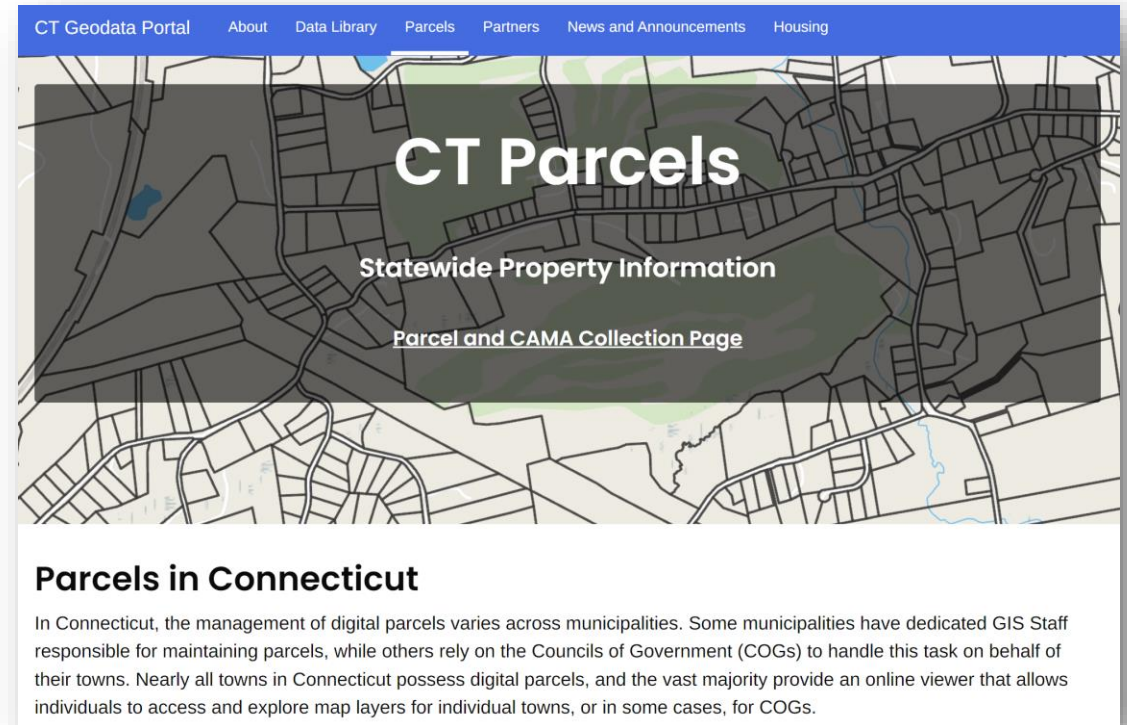 CT Geodata Portal About Data Library Parcels Partners News and Announcements Housing
CT Parcels
Statewide Property Information
Parcel and CAMA Collection Page
Parcels in Connecticut
In Connecticut, the management of digital parcels varies across municipalities. Some municipalities have dedicated GIS Staff
responsible for maintaining parcels, while others rely on the Councils of Government (COGs) to handle this task on behalf of
their towns. Nearly all towns in Connecticut possess digital parcels, and the vast majority provide an online viewer that allows
individuals to access and explore map layers for individual towns, or in some cases, for COGs.